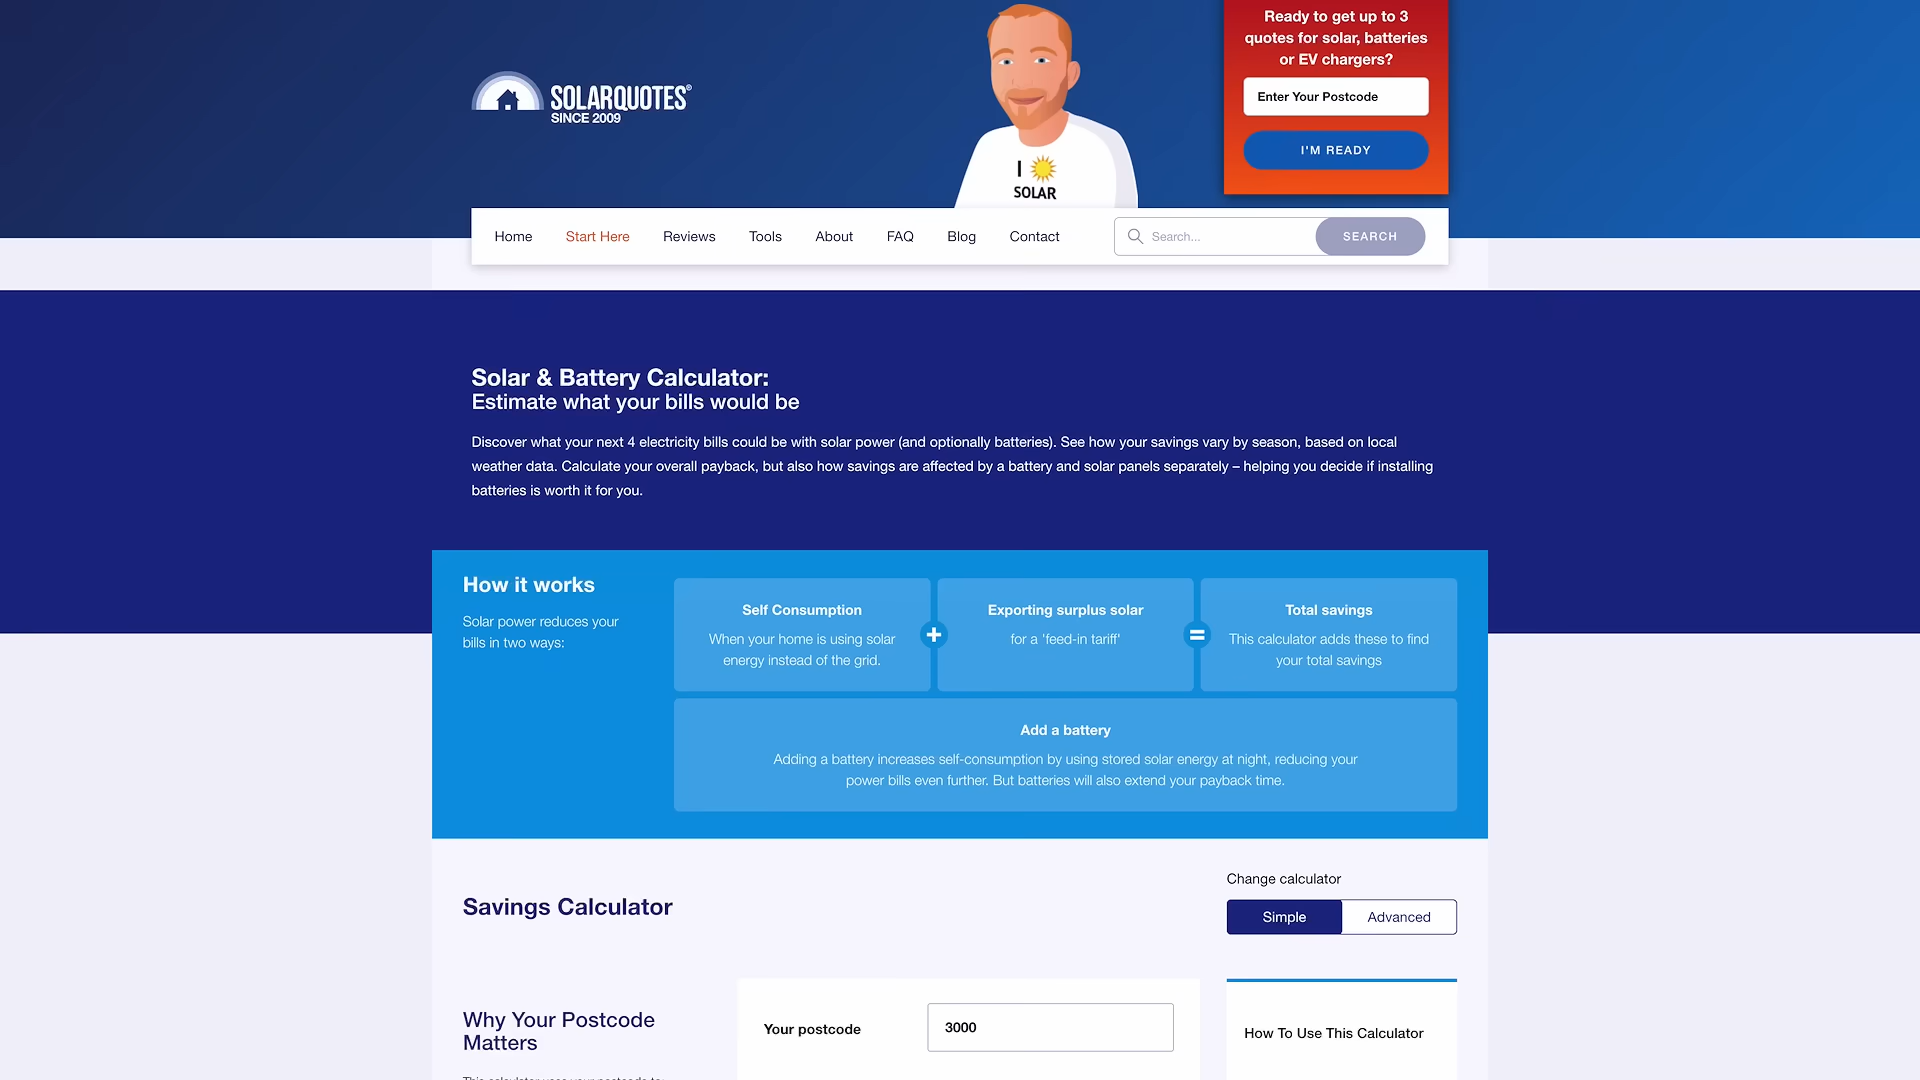 Ready to get up to 3
quotes for solar, batteries
or EV chargers?
Enter Your Postcode
I'M READY
SOLARQUOTES®
SINCE 2009
I
SOLAR
Home
Start Here
Reviews
Tools
About
FAQ
Blog
Contact
Search...
SEARCH
Solar & Battery Calculator:
Estimate what your bills would be
Discover what your next 4 electricity bills could be with solar power (and optionally batteries). See how your savings vary by season, based on local
weather data. Calculate your overall payback, but also how savings are affected by a battery and solar panels separately – helping you decide if installing
batteries is worth it for you.
How it works
Solar power reduces your
bills in two ways:
Self Consumption
When your home is using solar
energy instead of the grid.
+
Exporting surplus solar
for a 'feed-in tariff'
=
Total savings
This calculator adds these to find
your total savings
Add a battery
Adding a battery increases self-consumption by using stored solar energy at night, reducing your
power bills even further. But batteries will also extend your payback time.
Savings Calculator
Change calculator
Simple
Advanced
Why Your Postcode
Matters
Your postcode
3000
How To Use This Calculator